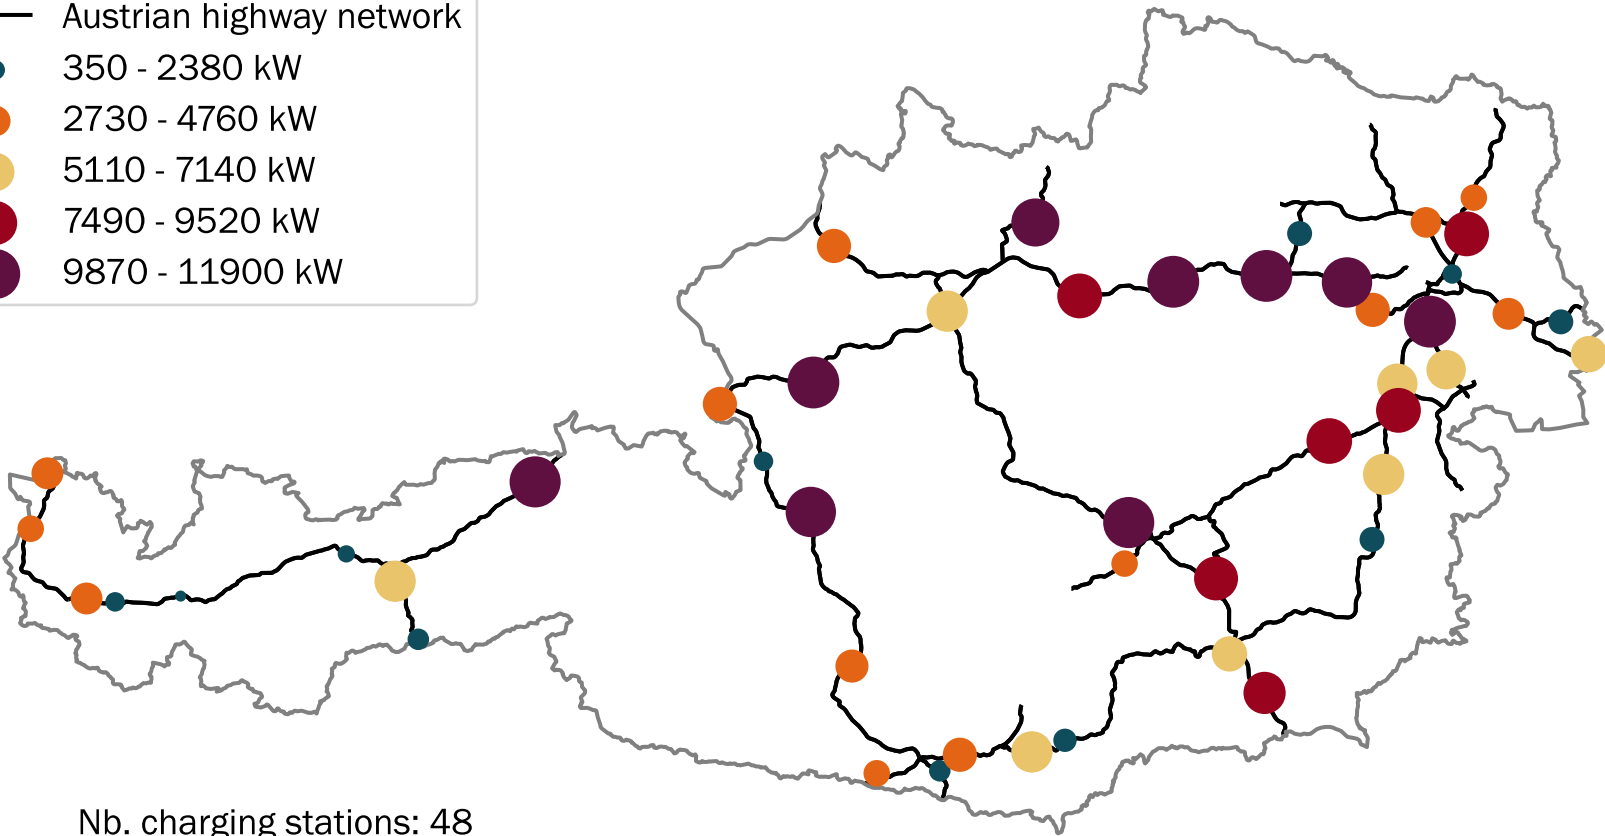 Austrian highway network
350 - 2380 kW
2730 - 4760 kW
5110 - 7140 kW
7490 - 9520 kW
9870 - 11900 kW
Nb. charging stations: 48